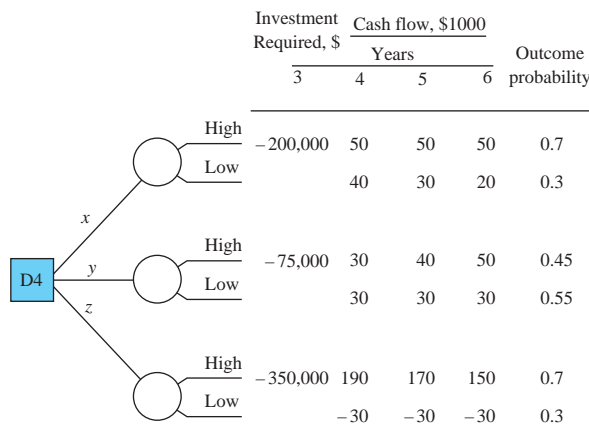 Investment Required, $
Cash flow, $1000
Years
Outcome probability
3 4 5 6
High −200,000 50 50 50 0.7
Low 40 30 20 0.3
x
High −75,000 30 40 50 0.45
D4
y
Low 30 30 30 0.55
z
High −350,000 190 170 150 0.7
Low −30 −30 −30 0.3